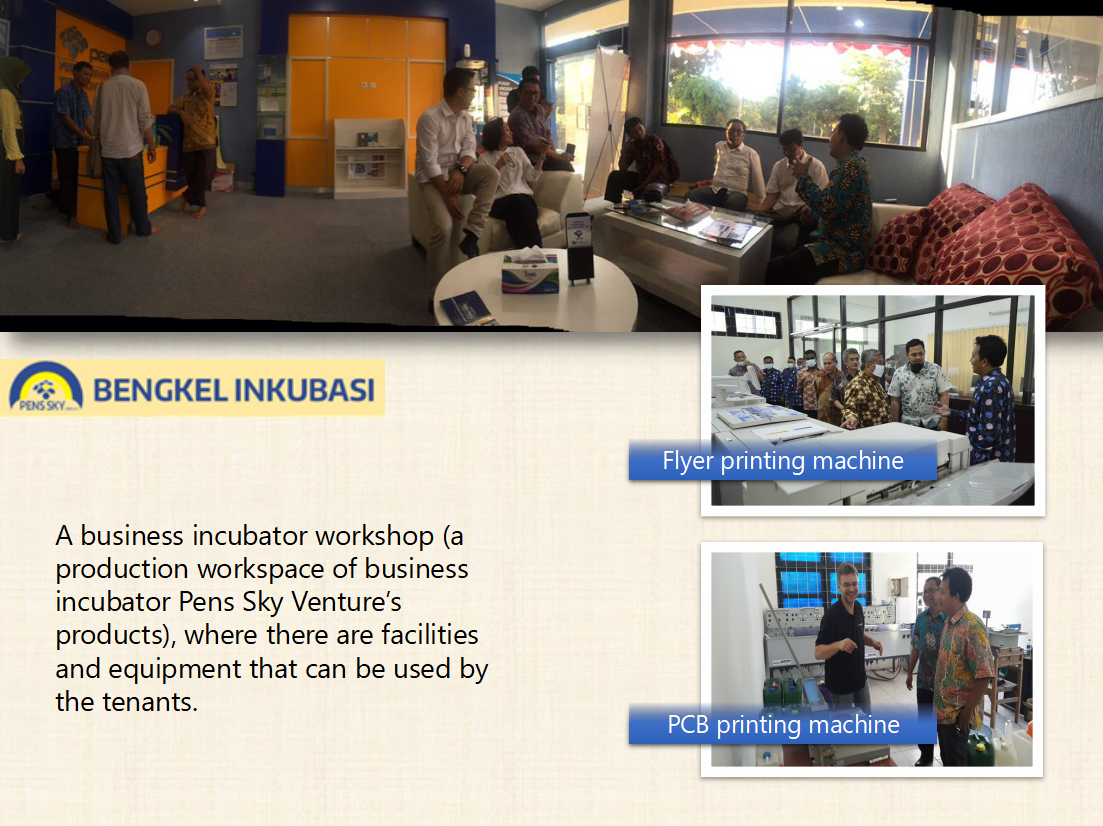 PENS SKY
BENGKEL INKUBASI
Flyer printing machine
A business incubator workshop (a
production workspace of business
incubator Pens Sky Venture’s
products), where there are facilities
and equipment that can be used by
the tenants.
PCB printing machine